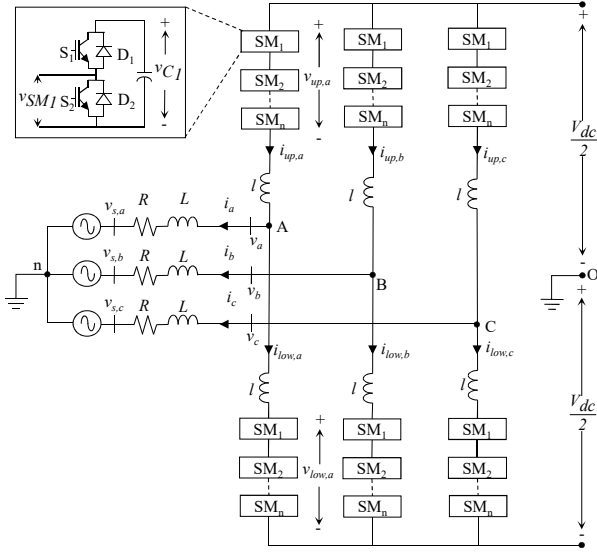 S1 D1 + vC1 -
vSM1 S2 D2
SM1 SM1 SM1
SM2 SM2 SM2
SMn SMn SMn
+ vup,a -
+ Vdc/2 -
iup,a iup,b iup,c
l l l
vs,a R L ia va A
n vs,b R L ib vb B O
vs,c R L ic vc C
ilow,a ilow,b ilow,c
l l l
+ Vdc/2 -
SM1 SM1 SM1
SM2 SM2 SM2
SMn SMn SMn
+ vlow,a -